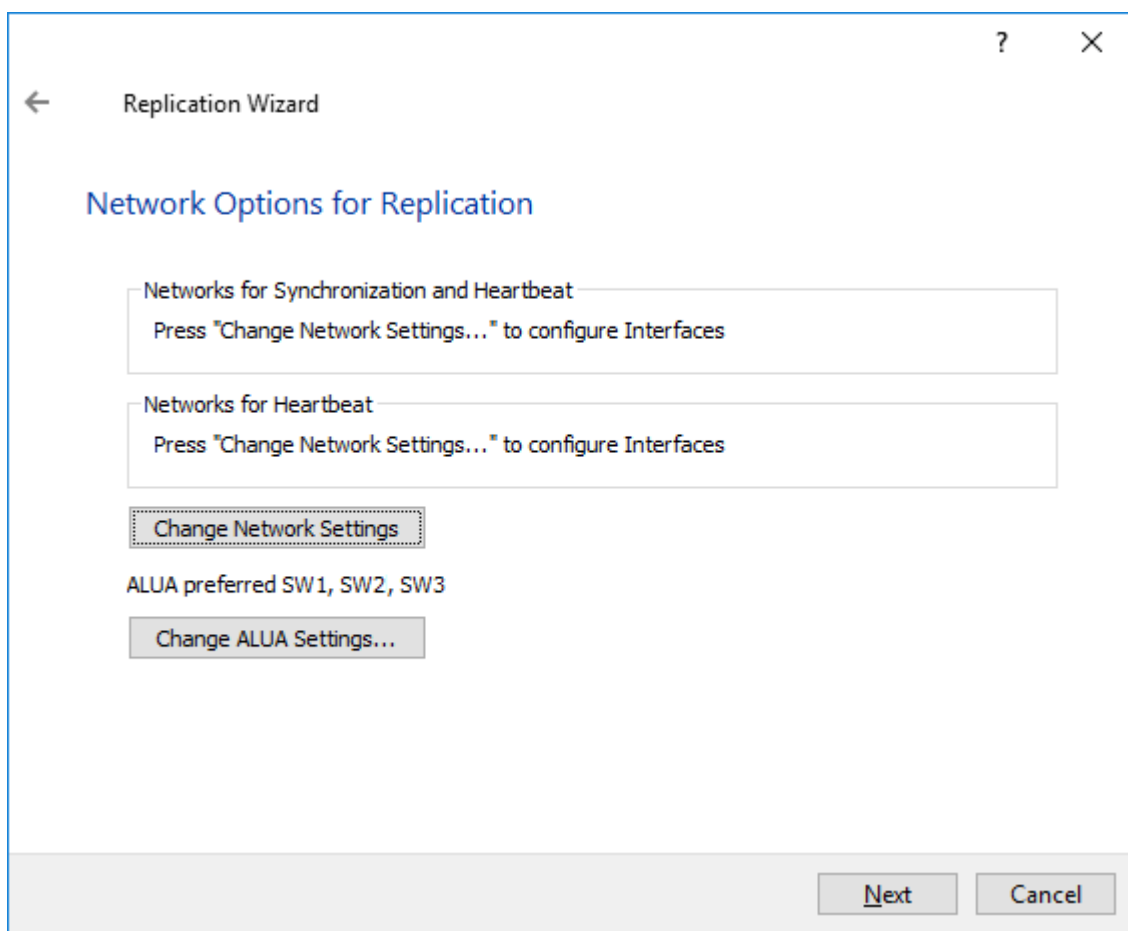 ?
Replication Wizard
Network Options for Replication
Networks for Synchronization and Heartbeat
Press "Change Network Settings..." to configure Interfaces
Networks for Heartbeat
Press "Change Network Settings..." to configure Interfaces
Change Network Settings
ALUA preferred SW1, SW2, SW3
Change ALUA Settings...
Next Cancel